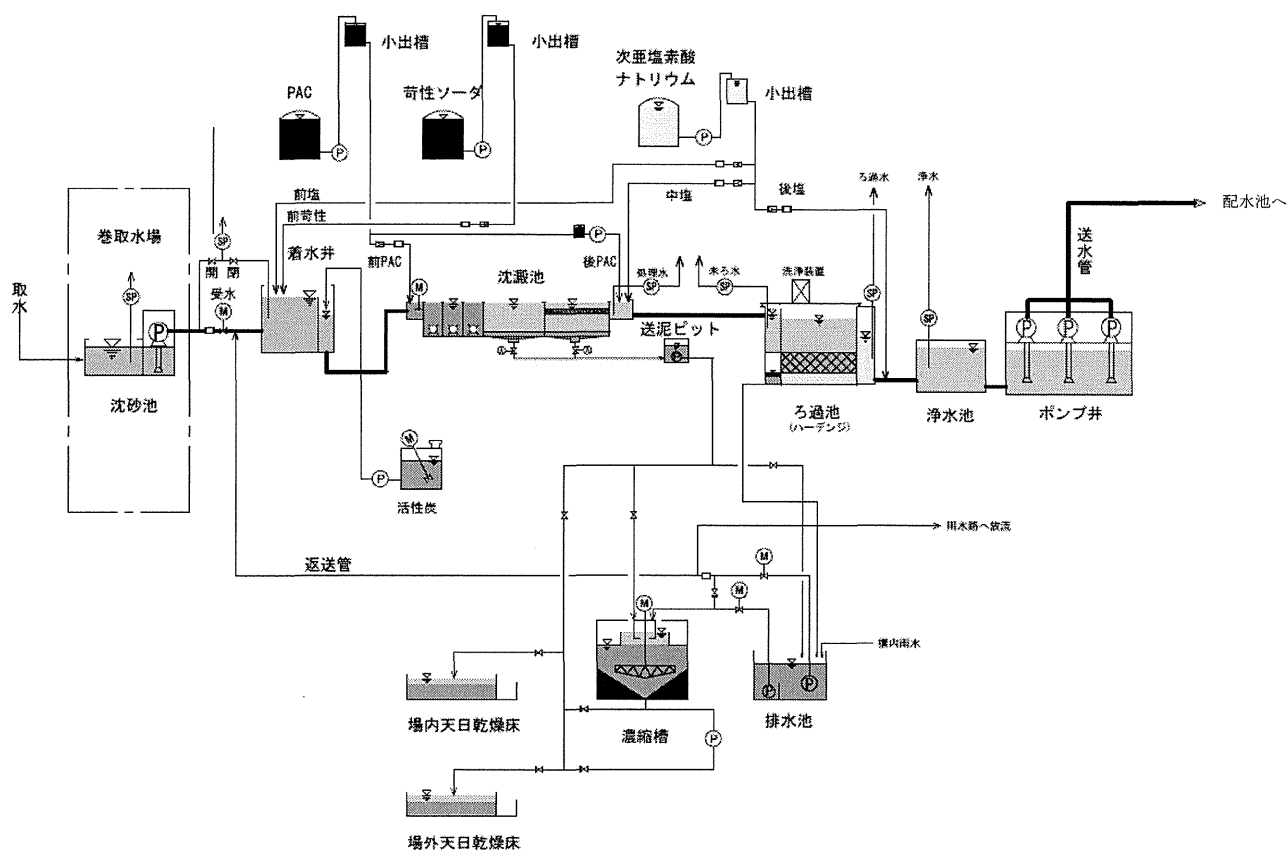 小出槽
小出槽
次亜塩素酸
ナトリウム
小出槽
PAC
苛性ソーダ
P
P
P
前塩
中塩
後塩
ろ過水
浄水
配水池へ
巻取水場
前苛性
着水井
SP
開
閉
P
前PAC
沈澱池
後PAC
処理水
未ろ水
洗浄装置
送水管
取水
受水
M
SP
M
SP
SP
SP
SP
P
P
P
P
送泥ピット
P
沈砂池
ろ過池
(ハーデンジ)
浄水池
ポンプ井
M
P
活性炭
用水路へ放流
返送管
M
M
M
構内雨水
P
P
場内天日乾燥床
濃縮槽
P
排水池
場外天日乾燥床